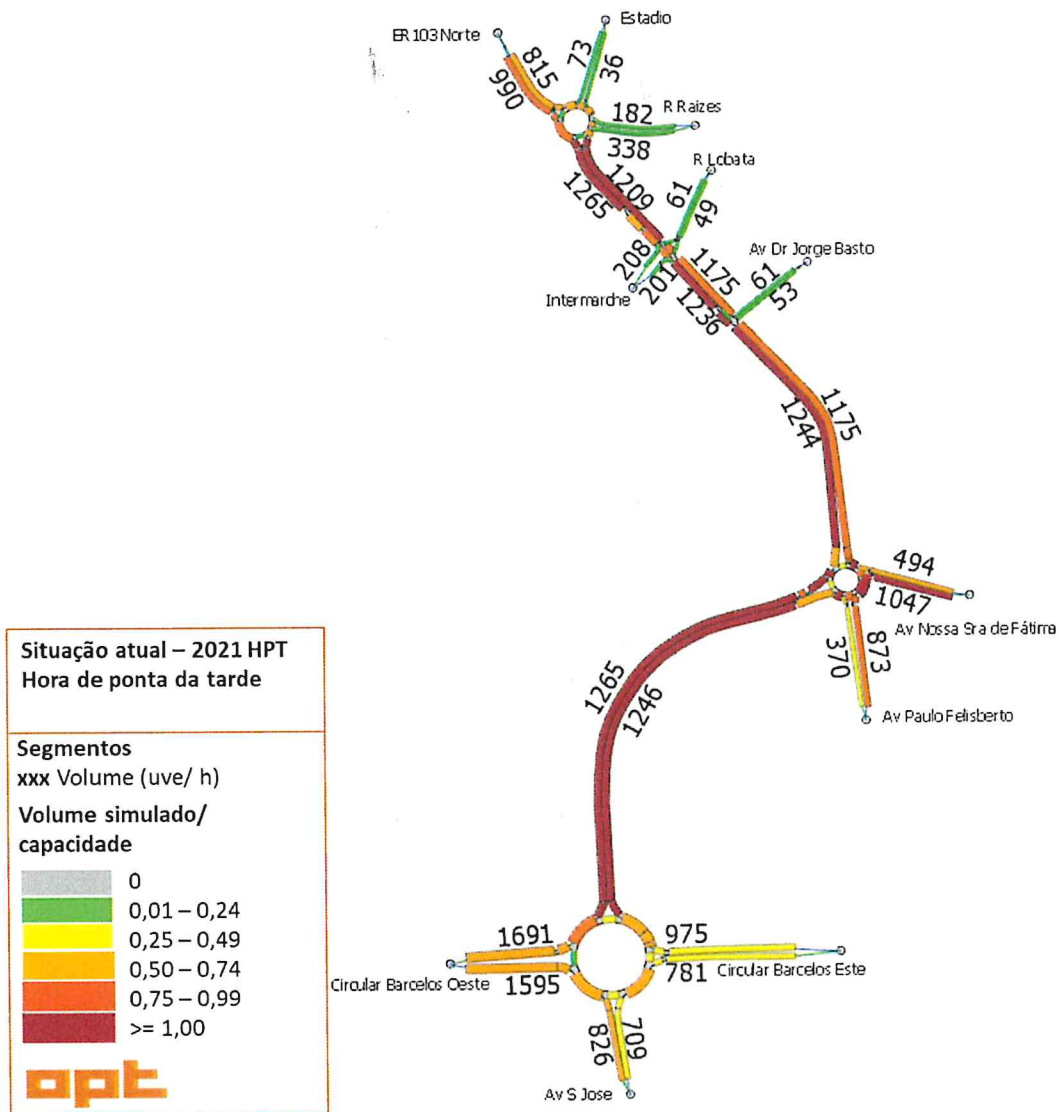 Estadio
ER 103 Norte
815
990
73
36
R Raizes
182
338
R Lobata
1209
1265
61
49
Av Dr Jorge Basto
208
201
Intermarche
1175
1236
61
53
1175
1244
494
1047
Av Nossa Sra de Fátima
370
873
Av Paulo Felisberto
1265
1246
Situação atual – 2021 HPT
Hora de ponta da tarde
Segmentos
xxx Volume (uve/ h)
Volume simulado/
capacidade
0
0,01 – 0,24
0,25 – 0,49
0,50 – 0,74
0,75 – 0,99
>= 1,00
opt
1691
975
Circular Barcelos Oeste
1595
781
Circular Barcelos Este
826
709
Av S Jose